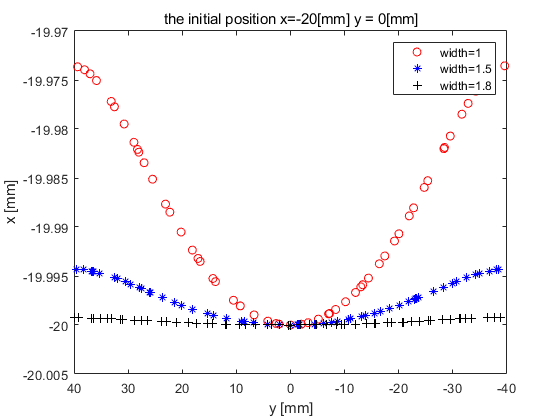 the initial position x=-20[mm] y = 0[mm]
-19.97
-19.975
-19.98
-19.985
-19.99
-19.995
-20
-20.005
x [mm]
width=1
width=1.5
width=1.8
40 30 20 10 0 -10 -20 -30 -40
y [mm]